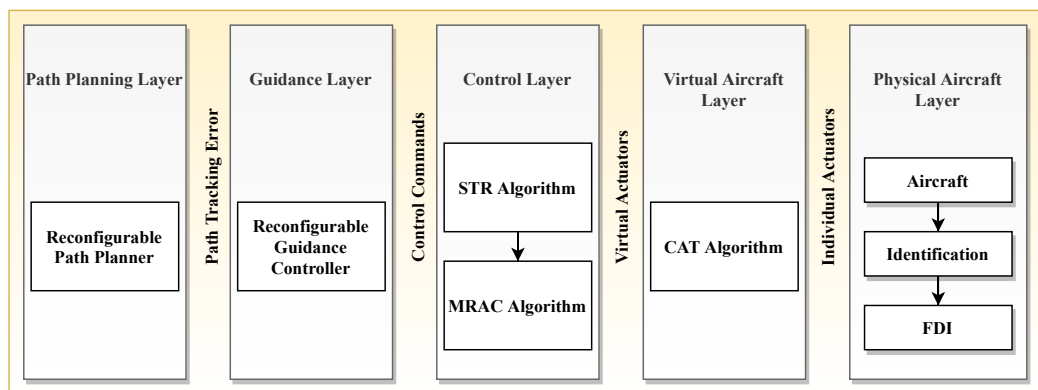 Path Planning Layer
Reconfigurable
Path Planner
Path Tracking Error
Guidance Layer
Reconfigurable
Guidance
Controller
Control Commands
Control Layer
STR Algorithm
MRAC Algorithm
Virtual Actuators
Virtual Aircraft
Layer
CAT Algorithm
Individual Actuators
Physical Aircraft
Layer
Aircraft
Identification
FDI